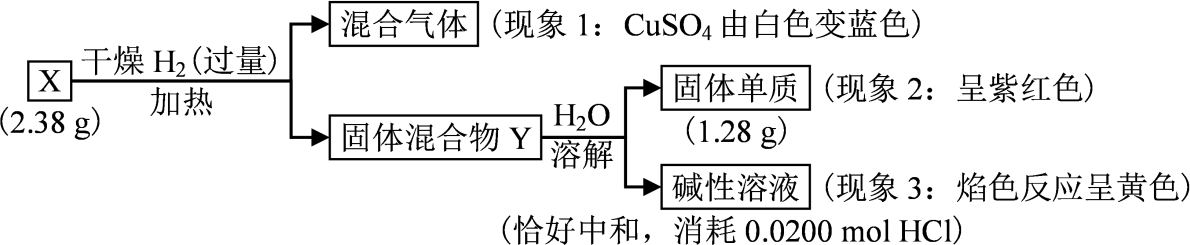 混合气体 (现象 1：CuSO₄ 由白色变蓝色)
X 干燥 H₂(过量)
加热
(2.38 g)
固体混合物 Y H₂O
溶解
固体单质 (现象 2：呈紫红色)
(1.28 g)
碱性溶液 (现象 3：焰色反应呈黄色)
(恰好中和，消耗 0.0200 mol HCl)